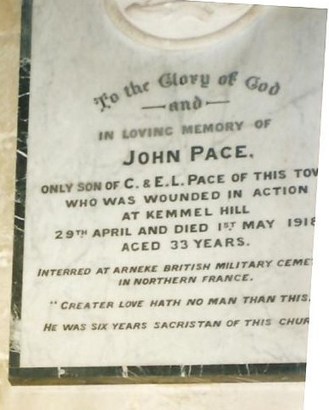 To the Glory of God
and
IN LOVING MEMORY OF
JOHN PACE.
ONLY SON OF C. & E.L. PACE OF THIS TOW
WHO WAS WOUNDED IN ACTION
AT KEMMEL HILL
29TH APRIL AND DIED 1ST MAY 1918
AGED 33 YEARS.
INTERRED AT ARNEKE BRITISH MILITARY CEME
IN NORTHERN FRANCE.
"GREATER LOVE HATH NO MAN THAN THIS.
HE WAS SIX YEARS SACRISTAN OF THIS CHUR